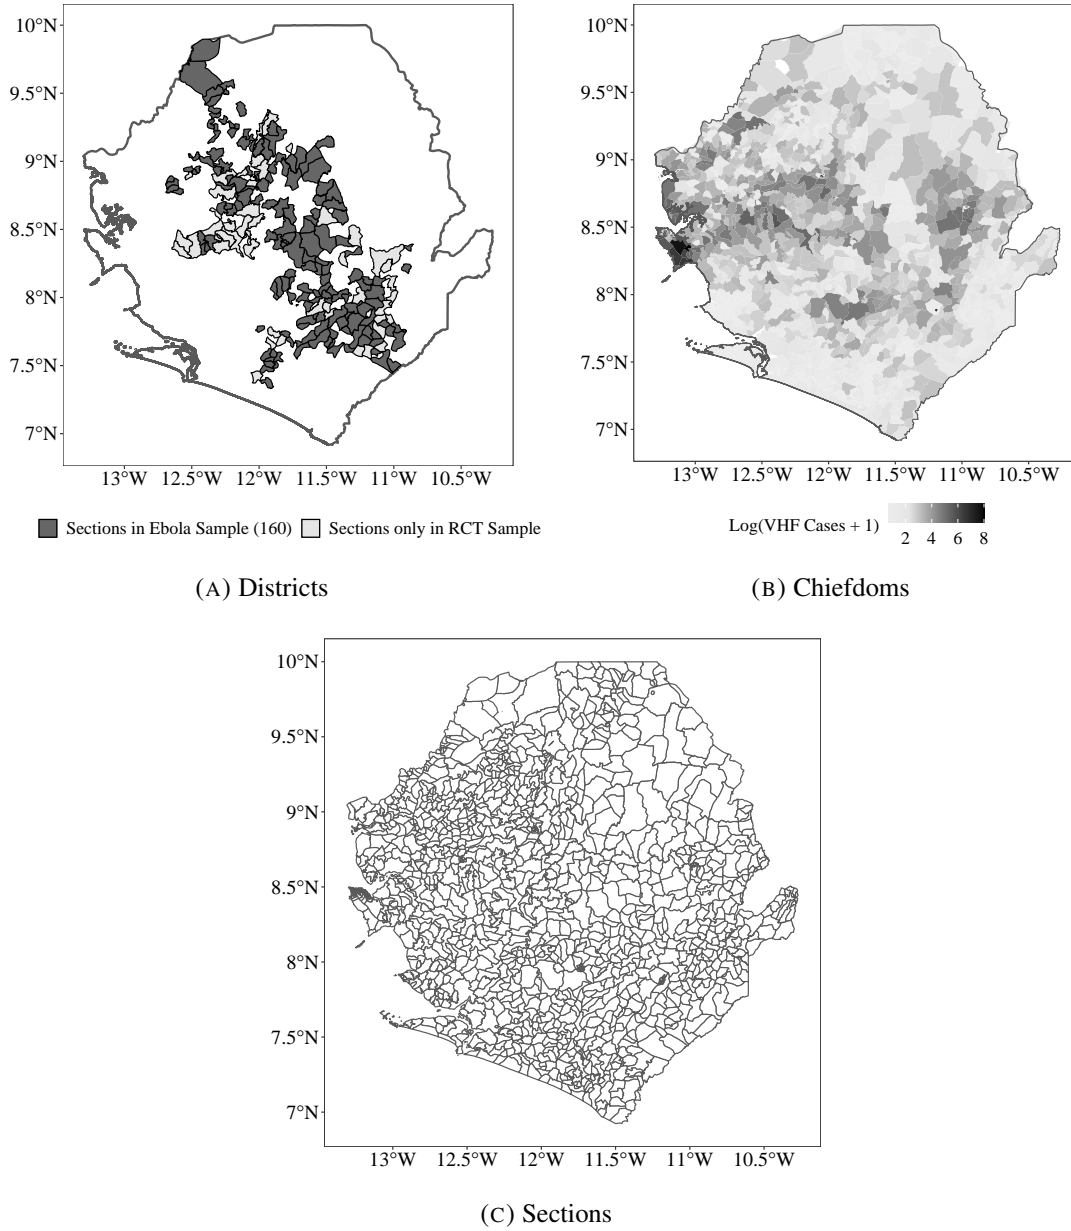 10°N
9.5°N
9°N
8.5°N
8°N
7.5°N
7°N
13°W 12.5°W 12°W 11.5°W 11°W 10.5°W
Sections in Ebola Sample (160) Sections only in RCT Sample
(A) Districts
10°N
9.5°N
9°N
8.5°N
8°N
7.5°N
7°N
13°W 12.5°W 12°W 11.5°W 11°W 10.5°W
Log(VHF Cases + 1)
2 4 6 8
(B) Chiefdoms
10°N
9.5°N
9°N
8.5°N
8°N
7.5°N
7°N
13°W 12.5°W 12°W 11.5°W 11°W 10.5°W
(C) Sections